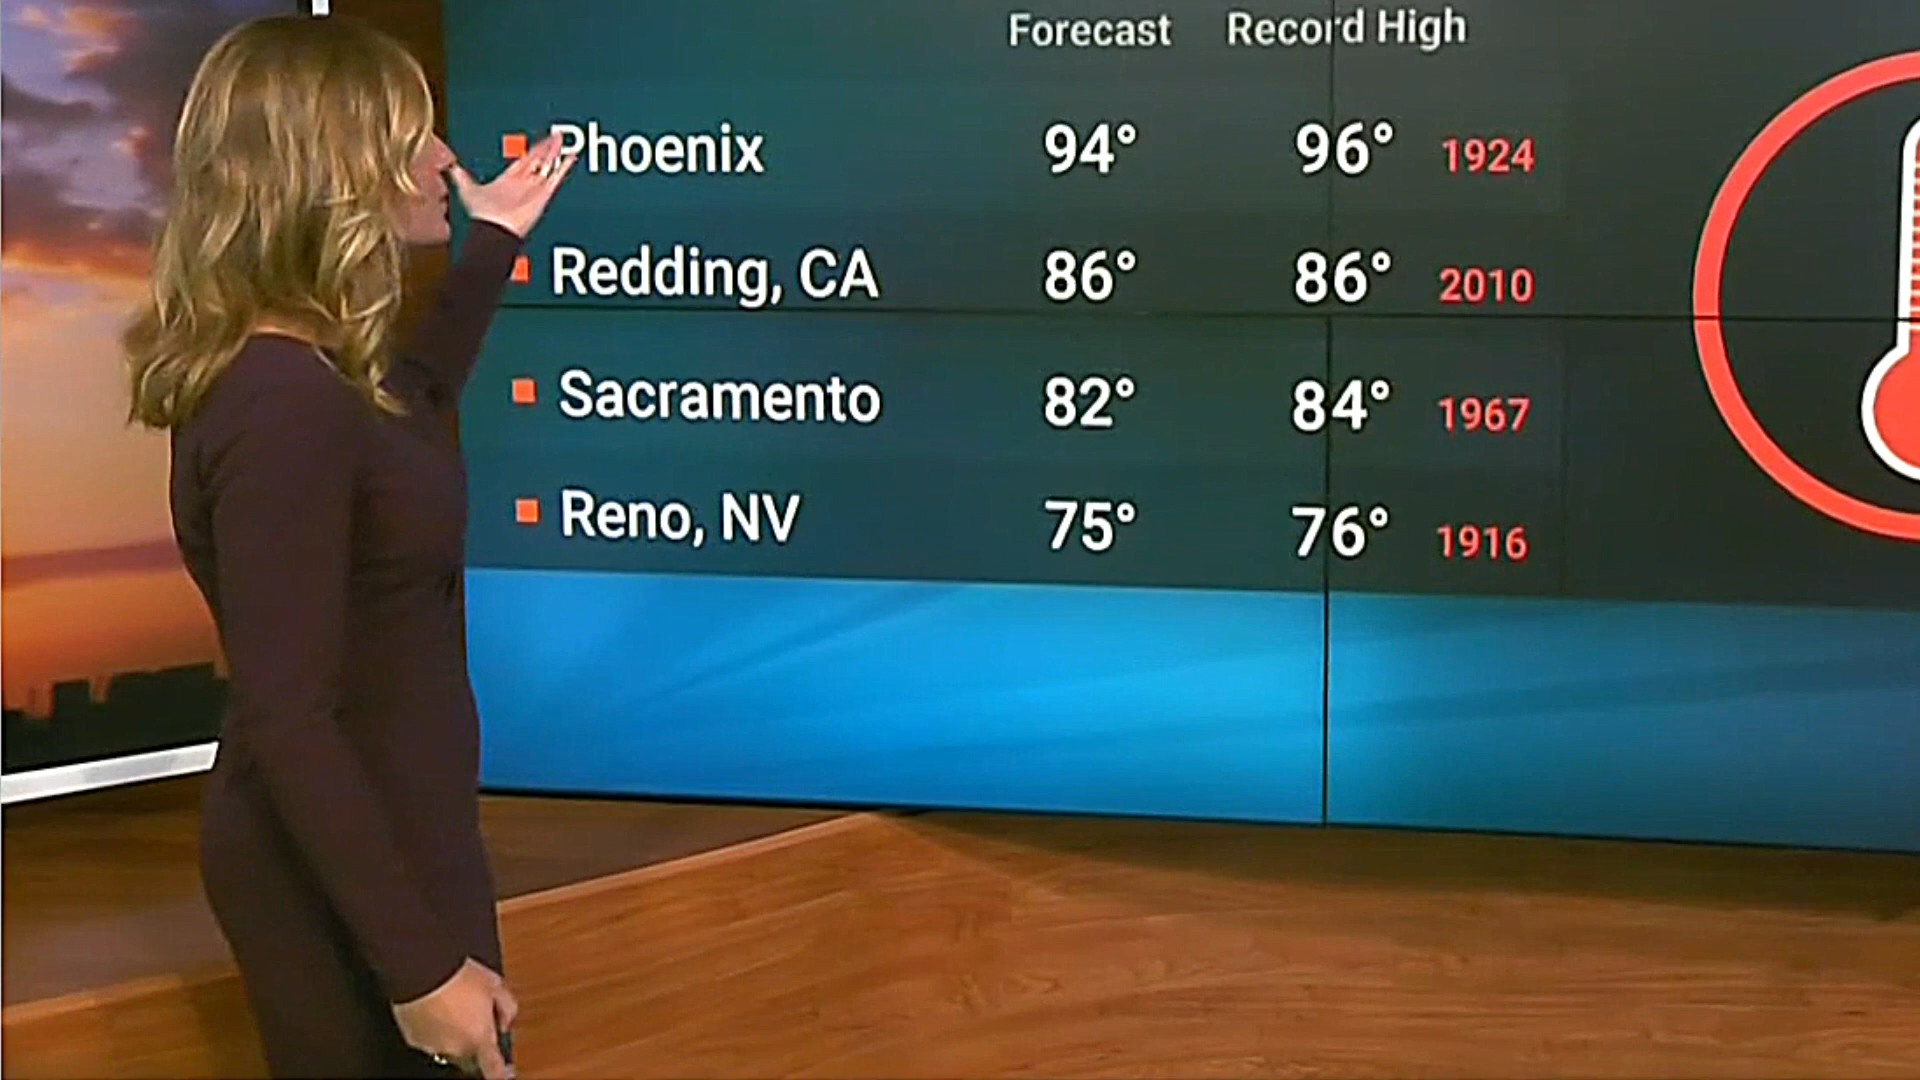 Forecast Record High
Phoenix 94° 96° 1924
Redding, CA 86° 86° 2010
Sacramento 82° 84° 1967
Reno, NV 75° 76° 1916